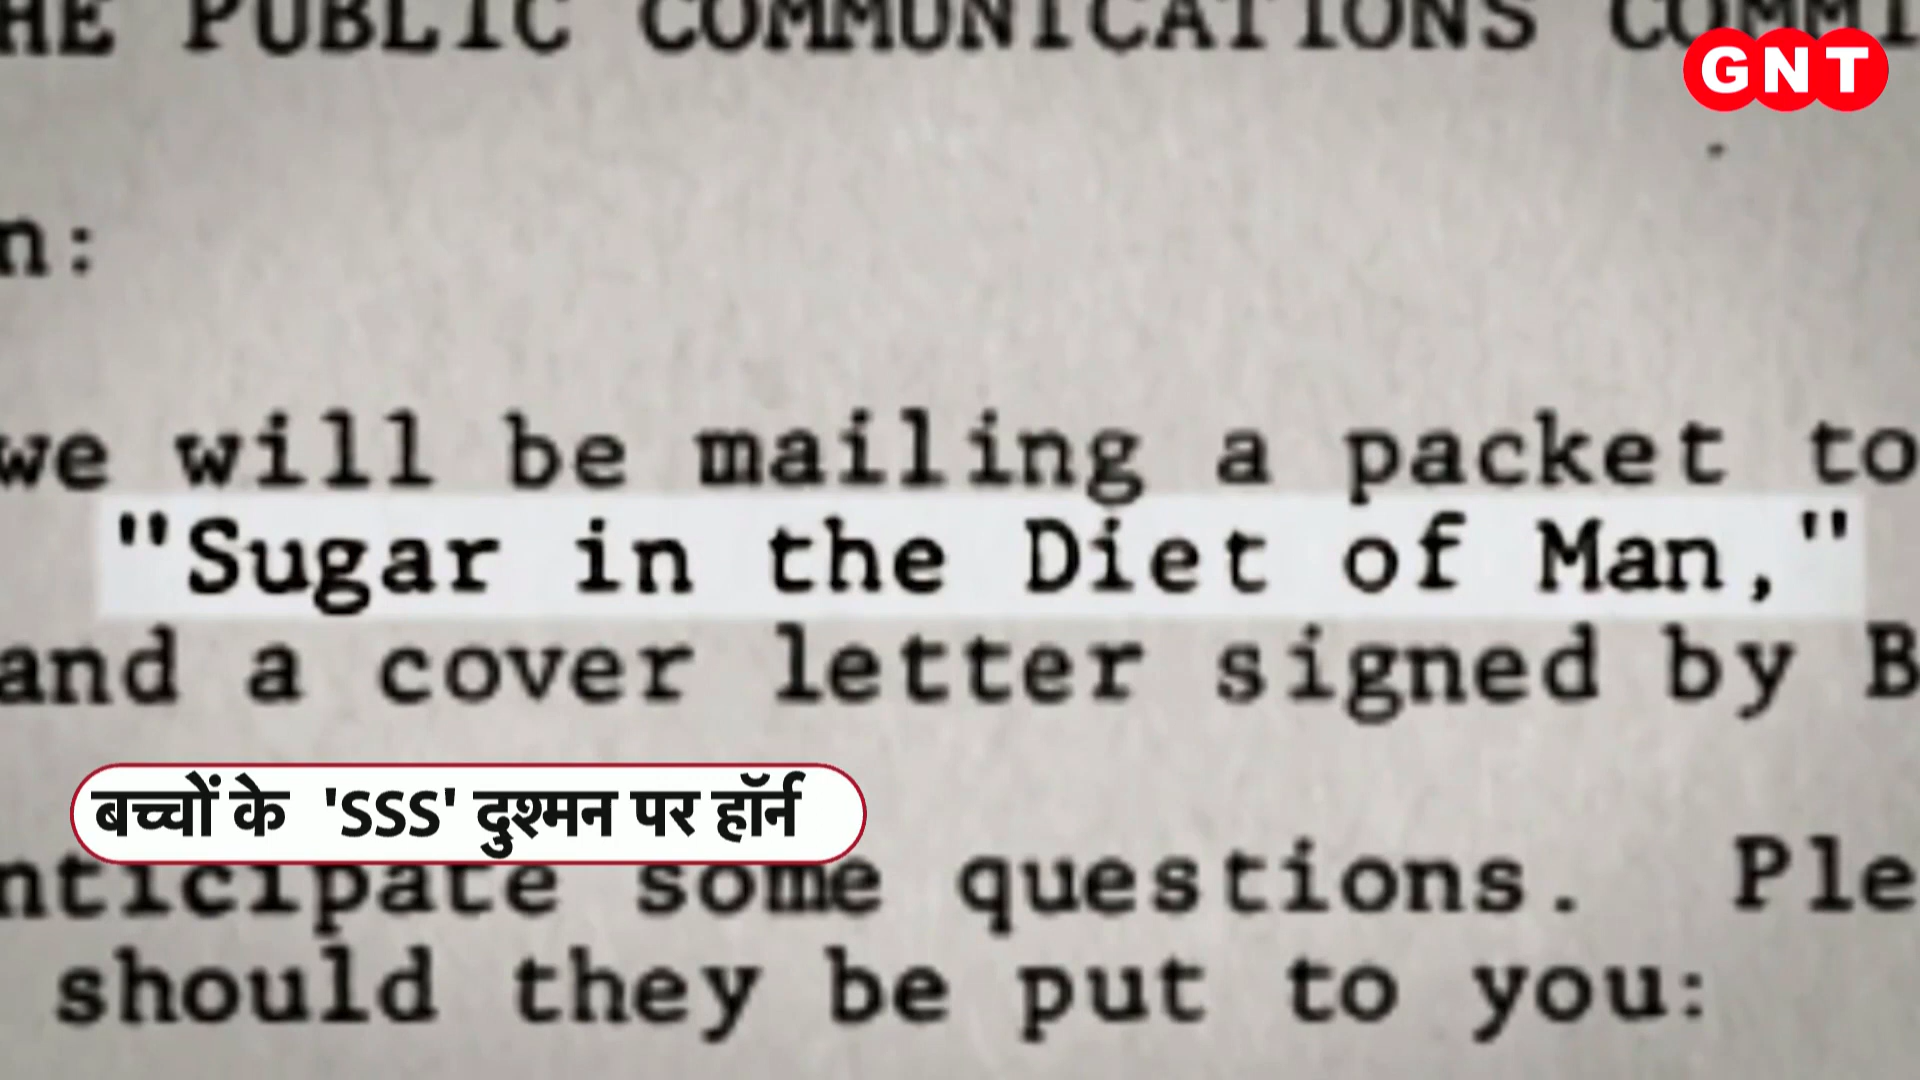 HE PUBLIC COMMUNICATIONS COMMI
GNT
n:
we will be mailing a packet to
"Sugar in the Diet of Man,"
and a cover letter signed by B
बच्चों के 'SSS' दुश्मन पर हॉर्न
nticipate some questions. Ple
should they be put to you: